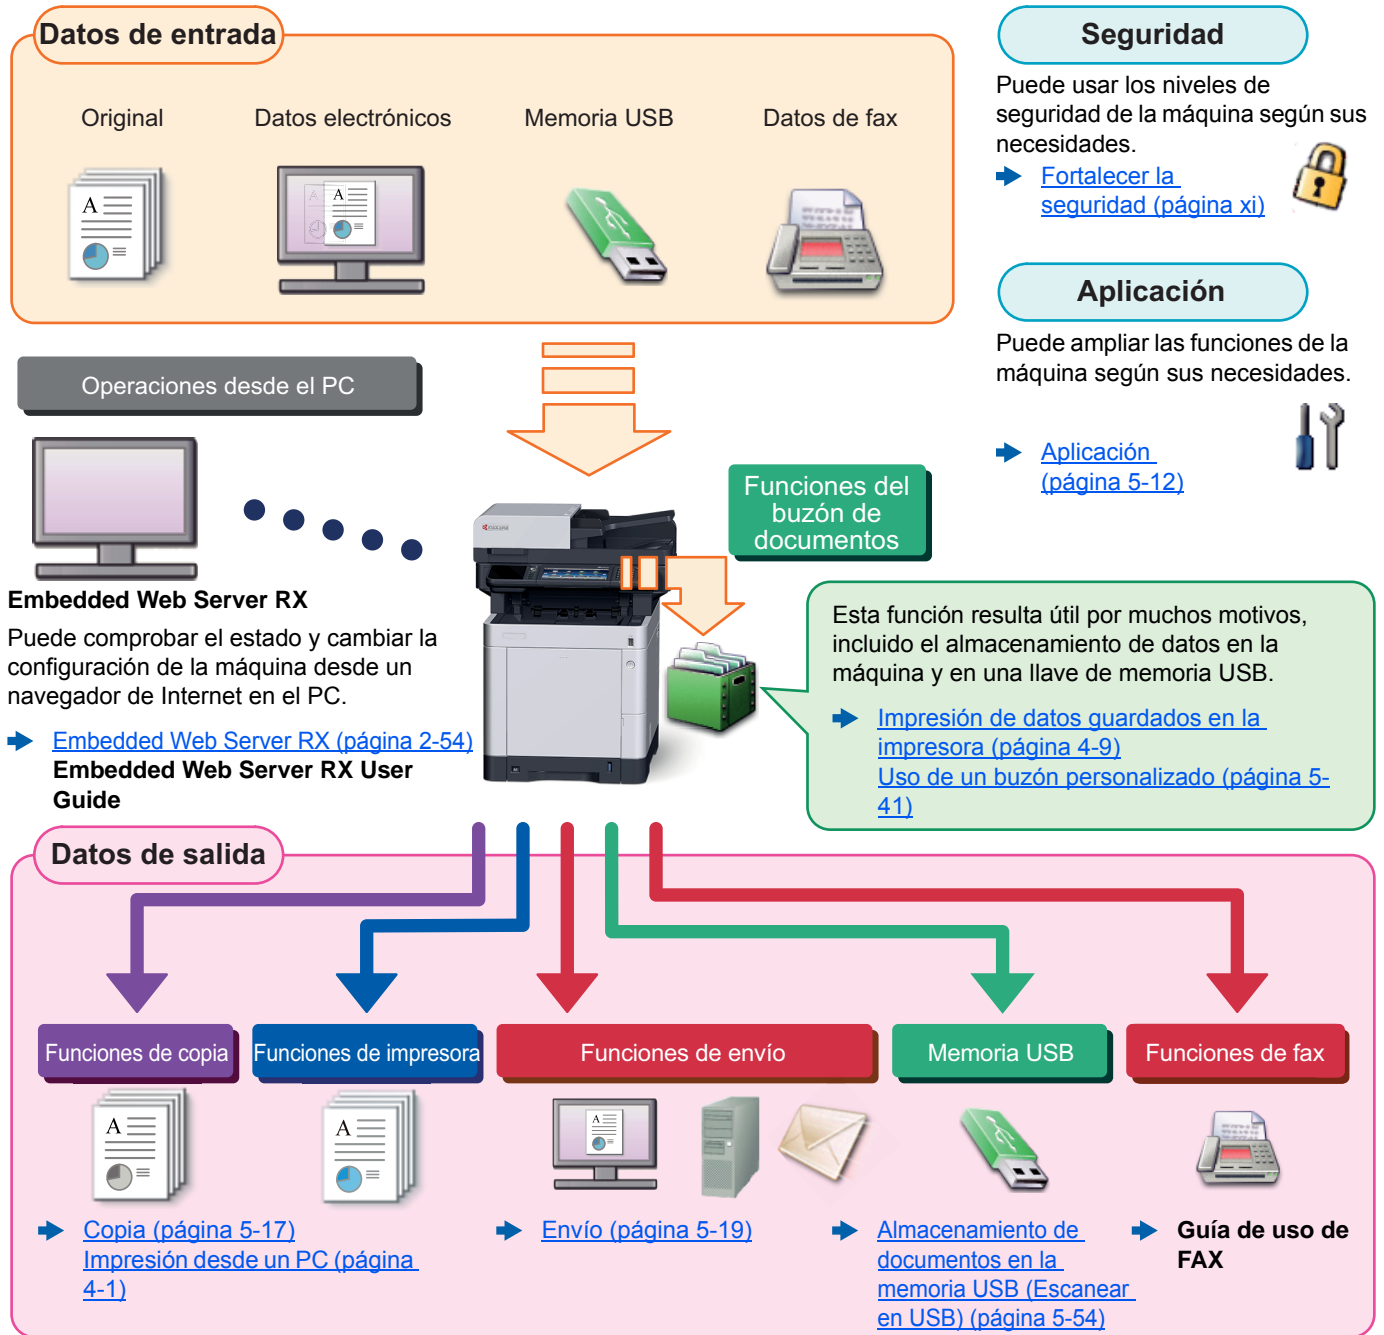 Datos de entrada
Original
Datos electrónicos
Memoria USB
Datos de fax
Seguridad
Puede usar los niveles de
seguridad de la máquina según sus
necesidades.
Fortalecer la
seguridad (página xi)
Aplicación
Puede ampliar las funciones de la
máquina según sus necesidades.
Aplicación
(página 5-12)
Operaciones desde el PC
Embedded Web Server RX
Puede comprobar el estado y cambiar la
configuración de la máquina desde un
navegador de Internet en el PC.
Embedded Web Server RX (página 2-54)
Embedded Web Server RX User
Guide
Funciones del
buzón de
documentos
Esta función resulta útil por muchos motivos,
incluido el almacenamiento de datos en la
máquina y en una llave de memoria USB.
Impresión de datos guardados en la
impresora (página 4-9)
Uso de un buzón personalizado (página 5-
41)
Datos de salida
Funciones de copia
Funciones de impresora
Funciones de envío
Memoria USB
Funciones de fax
Copia (página 5-17)
Impresión desde un PC (página
4-1)
Envío (página 5-19)
Almacenamiento de
documentos en la
memoria USB (Escanear
en USB) (página 5-54)
Guía de uso de
FAX